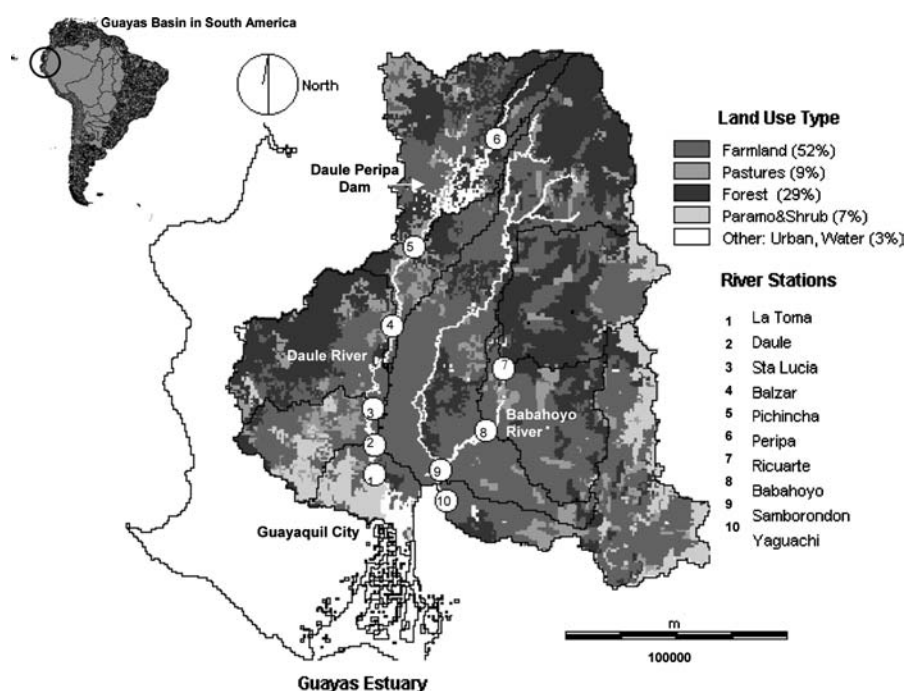 Guayas Basin in South America
North
Daule Peripa
Dam
Daule River
Babahoyo
River
Guayaquil City
Guayas Estuary
6
5
4
7
3
8
2
9
1
10
Land Use Type
Farmland (52%)
Pastures (9%)
Forest (29%)
Paramo&Shrub (7%)
Other: Urban, Water (3%)
River Stations
1 La Toma
2 Daule
3 Sta Lucia
4 Balzar
5 Pichincha
6 Peripa
7 Ricuarte
8 Babahoyo
9 Samborondon
10 Yaguachi
m
100000